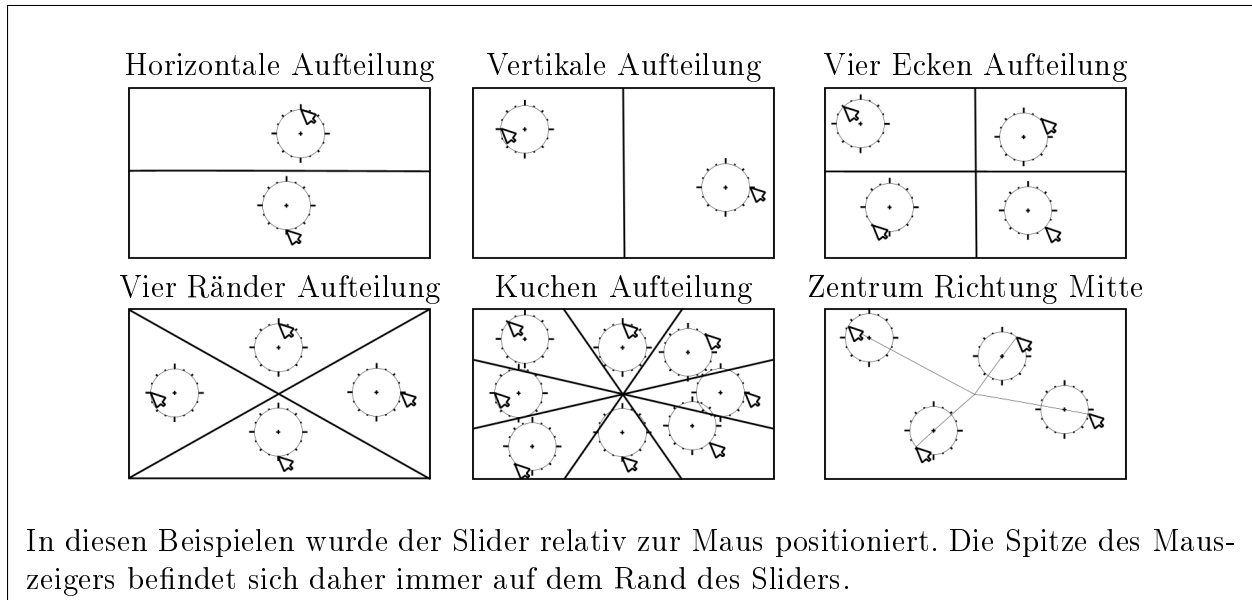 Horizontale Aufteilung
Vertikale Aufteilung
Vier Ecken Aufteilung
Vier Ränder Aufteilung
Kuchen Aufteilung
Zentrum Richtung Mitte
In diesen Beispielen wurde der Slider relativ zur Maus positioniert. Die Spitze des Maus-
zeigers befindet sich daher immer auf dem Rand des Sliders.